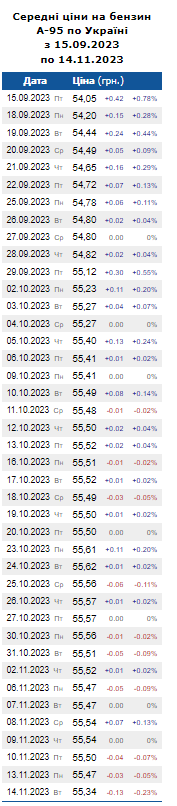 Середні ціни на бензин
А-95 по Україні
з 15.09.2023
по 14.11.2023
Дата Ціна (грн.)
15.09.2023 Пт 54,05 +0.42 +0.78%
18.09.2023 Пн 54,20 +0.15 +0.28%
19.09.2023 Вт 54,44 +0.24 +0.44%
20.09.2023 Ср 54,49 +0.05 +0.09%
21.09.2023 Чт 54,65 +0.16 +0.29%
22.09.2023 Пт 54,72 +0.07 +0.13%
25.09.2023 Пн 54,78 +0.06 +0.11%
26.09.2023 Вт 54,80 +0.02 +0.04%
27.09.2023 Ср 54,80 0.00 0%
28.09.2023 Чт 54,82 +0.02 +0.04%
29.09.2023 Пт 55,12 +0.30 +0.55%
02.10.2023 Пн 55,23 +0.11 +0.20%
03.10.2023 Вт 55,27 +0.04 +0.07%
04.10.2023 Ср 55,27 0.00 0%
05.10.2023 Чт 55,40 +0.13 +0.24%
06.10.2023 Пт 55,41 +0.01 +0.02%
09.10.2023 Пн 55,41 0.00 0%
10.10.2023 Вт 55,49 +0.08 +0.14%
11.10.2023 Ср 55,48 -0.01 -0.02%
12.10.2023 Чт 55,50 +0.02 +0.04%
13.10.2023 Пт 55,52 +0.02 +0.04%
16.10.2023 Пн 55,51 -0.01 -0.02%
17.10.2023 Вт 55,52 +0.01 +0.02%
18.10.2023 Ср 55,49 -0.03 -0.05%
19.10.2023 Чт 55,50 +0.01 +0.02%
20.10.2023 Пт 55,50 0.00 0%
23.10.2023 Пн 55,61 +0.11 +0.20%
24.10.2023 Вт 55,62 +0.01 +0.02%
25.10.2023 Ср 55,56 -0.06 -0.11%
26.10.2023 Чт 55,57 +0.01 +0.02%
27.10.2023 Пт 55,57 0.00 0%
30.10.2023 Пн 55,56 -0.01 -0.02%
31.10.2023 Вт 55,51 -0.05 -0.09%
02.11.2023 Чт 55,52 +0.01 +0.02%
06.11.2023 Пн 55,47 -0.05 -0.09%
07.11.2023 Вт 55,47 0.00 0%
08.11.2023 Ср 55,54 +0.07 +0.13%
09.11.2023 Чт 55,54 0.00 0%
10.11.2023 Пт 55,50 -0.04 -0.07%
13.11.2023 Пн 55,47 -0.03 -0.05%
14.11.2023 Вт 55,34 -0.13 -0.23%